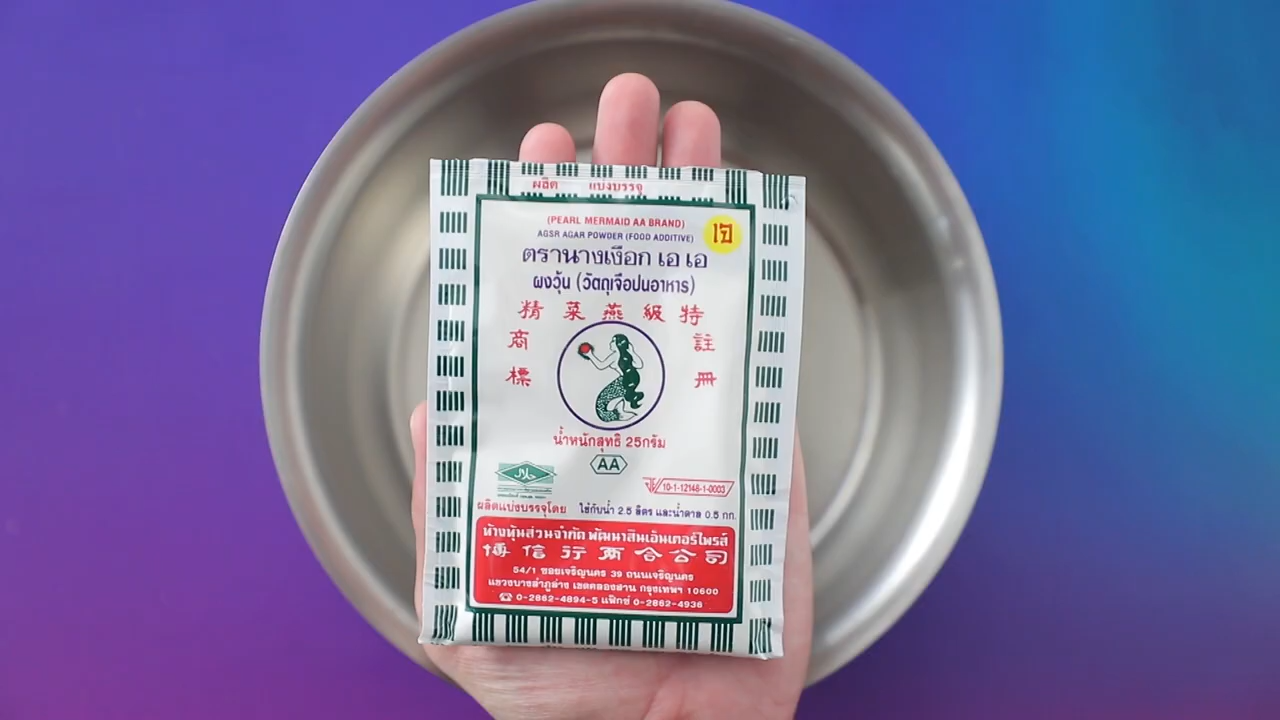 ผลิต แบ่งบรรจุ
(PEARL MERMAID AA BRAND)
AGSR AGAR POWDER (FOOD ADDITIVE)
เจ
ตรานางเงือก เอ เอ
ผงวุ้น (วัตถุเจือปนอาหาร)
精 菜 燕 級 特
商 註
標 冊
น้ำหนักสุทธิ 25กรัม
AA
10-1-12148-1-0003
ผลิตแบ่งบรรจุโดย ใช้กับน้ำ 2.5 ลิตร และน้ำตาล 0.5 กก.
ห้างหุ้นส่วนจำกัด พัฒนาสินเอ็นเตอร์ไพรส์
博 信 行 兩 合 公 司
54/1 ซอยเจริญนคร 39 ถนนเจริญนคร
แขวงบางลำภูล่าง เขตคลองสาน กรุงเทพฯ 10600
0-2862-4894-5 แฟ็กซ์ 0-2862-4936